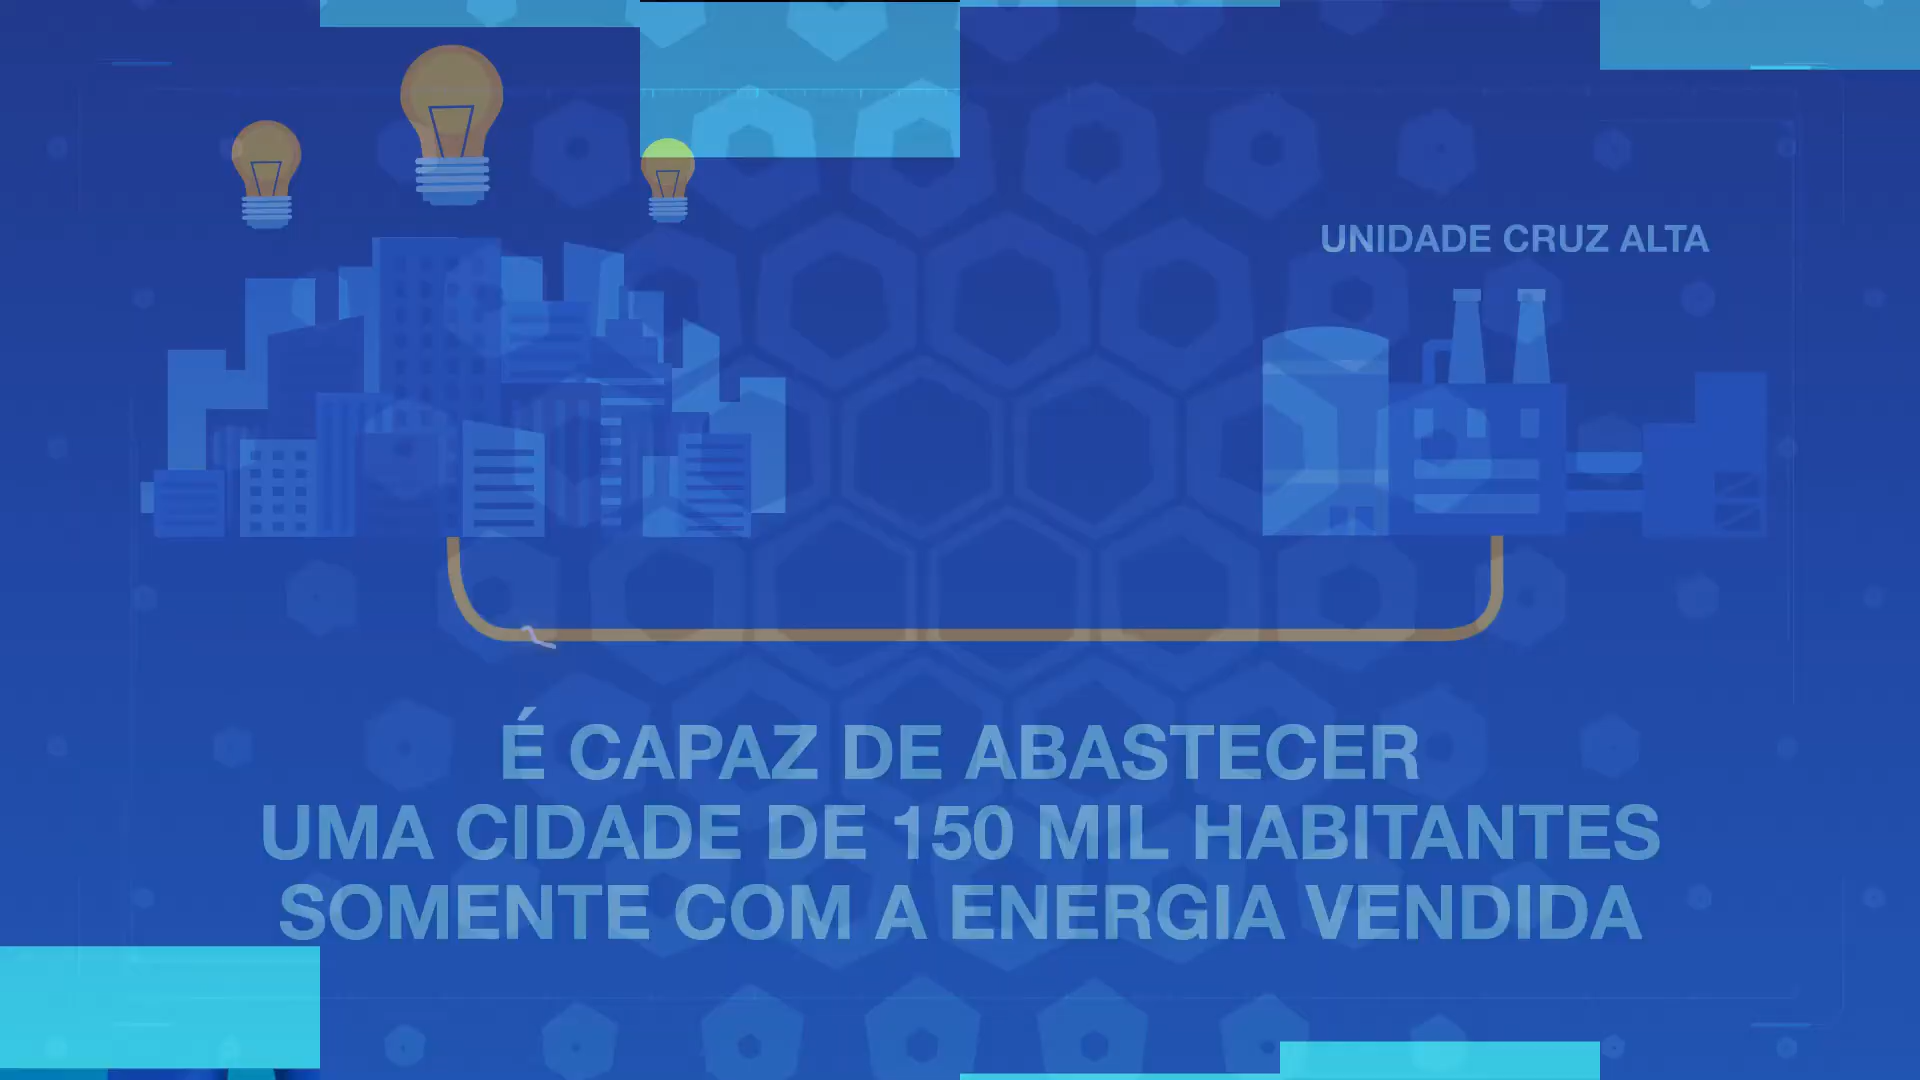 UNIDADE CRUZ ALTA
É CAPAZ DE ABASTECER
UMA CIDADE DE 150 MIL HABITANTES
SOMENTE COM A ENERGIA VENDIDA